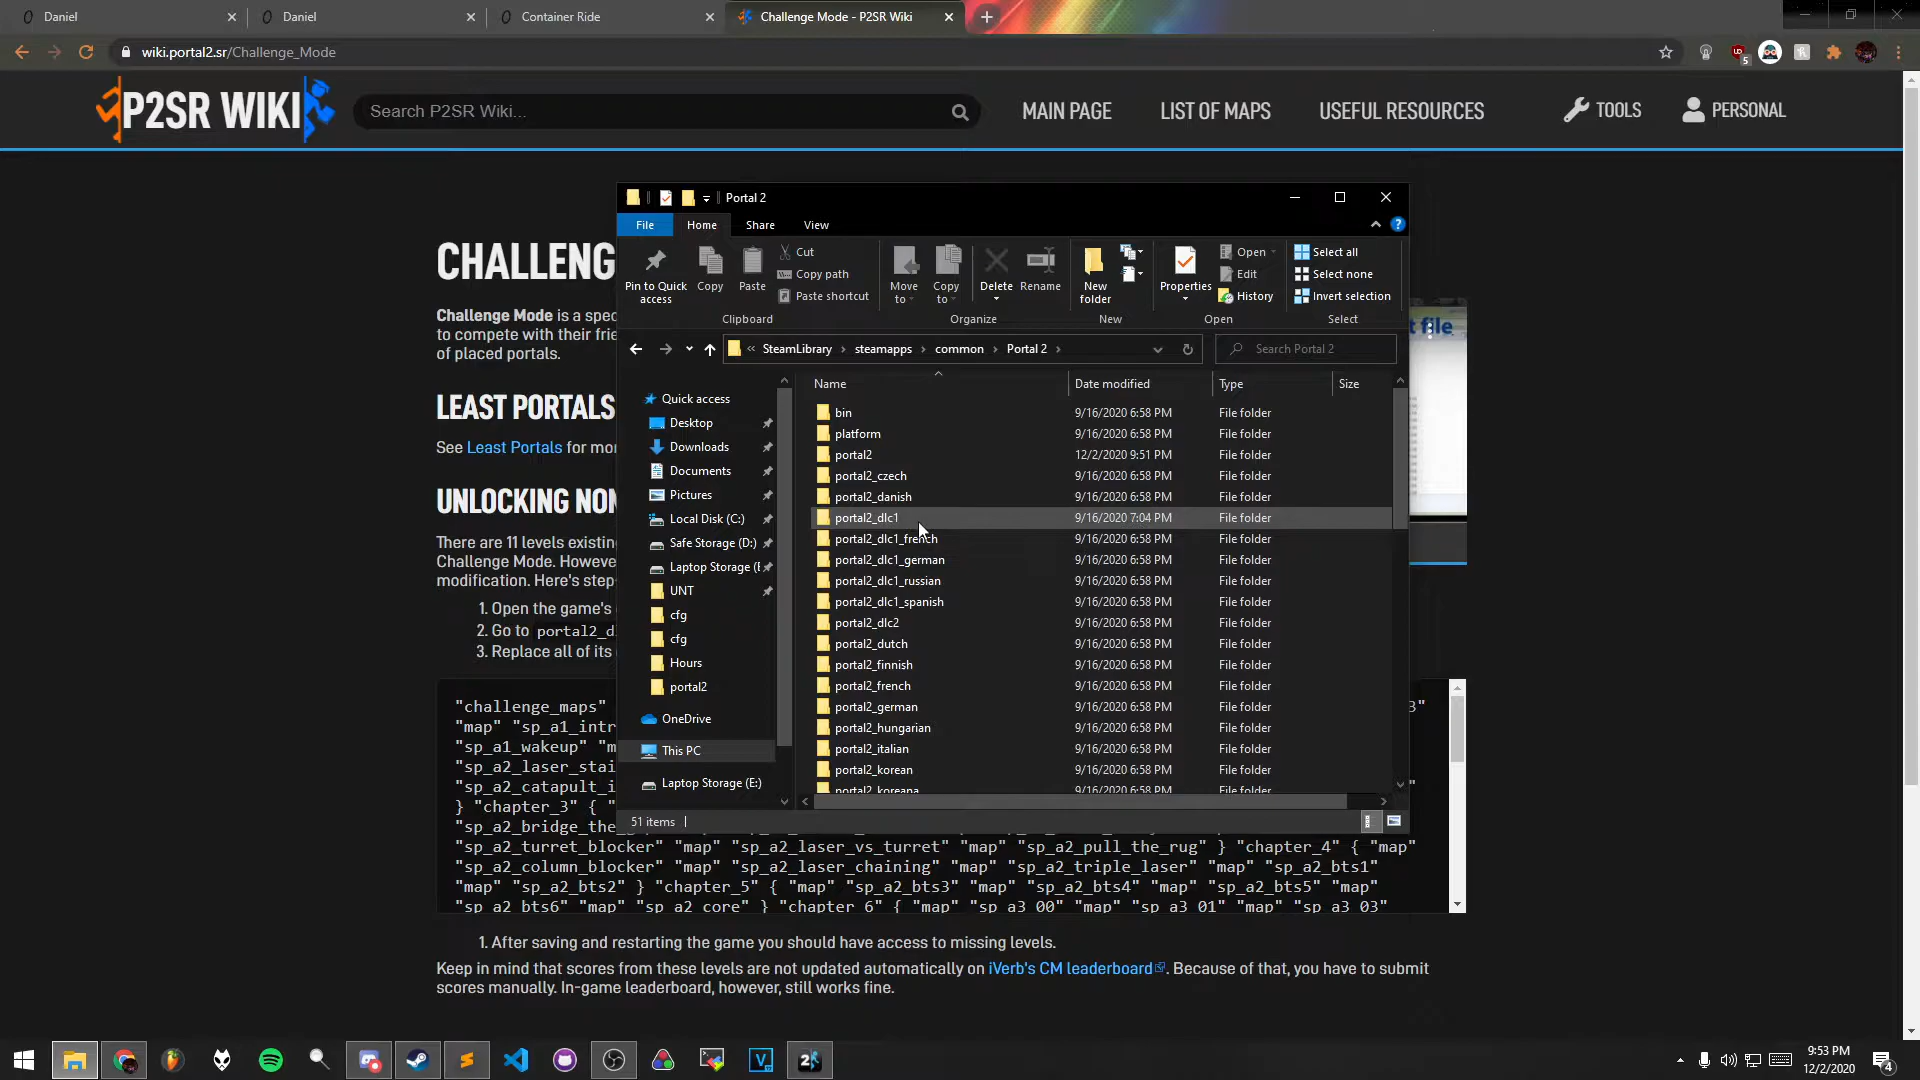 Daniel
Daniel
Container Ride
Challenge Mode - P2SR Wiki
wiki.portal2.sr/Challenge_Mode
5
P2SR WIKI
Search P2SR Wiki...
MAIN PAGE
LIST OF MAPS
USEFUL RESOURCES
TOOLS
PERSONAL
Portal 2
File
Home
Share
View
Pin to Quick access
Copy
Paste
Cut
Copy path
Paste shortcut
Clipboard
Move to
Copy to
Delete
Rename
Organize
New folder
New
Properties
Open
Edit
History
Open
Select all
Select none
Invert selection
Select
« SteamLibrary › steamapps › common › Portal 2 ›
Search Portal 2
Quick access
Desktop
Downloads
Documents
Pictures
Local Disk (C:)
Safe Storage (D:)
Laptop Storage (E
UNT
cfg
cfg
Hours
portal2
OneDrive
This PC
Laptop Storage (E:)
Name Date modified Type Size
bin 9/16/2020 6:58 PM File folder
platform 9/16/2020 6:58 PM File folder
portal2 12/2/2020 9:51 PM File folder
portal2_czech 9/16/2020 6:58 PM File folder
portal2_danish 9/16/2020 6:58 PM File folder
portal2_dlc1 9/16/2020 7:04 PM File folder
portal2_dlc1_french 9/16/2020 6:58 PM File folder
portal2_dlc1_german 9/16/2020 6:58 PM File folder
portal2_dlc1_russian 9/16/2020 6:58 PM File folder
portal2_dlc1_spanish 9/16/2020 6:58 PM File folder
portal2_dlc2 9/16/2020 6:58 PM File folder
portal2_dutch 9/16/2020 6:58 PM File folder
portal2_finnish 9/16/2020 6:58 PM File folder
portal2_french 9/16/2020 6:58 PM File folder
portal2_german 9/16/2020 6:58 PM File folder
portal2_hungarian 9/16/2020 6:58 PM File folder
portal2_italian 9/16/2020 6:58 PM File folder
portal2_korean 9/16/2020 6:58 PM File folder
portal2_koreana 9/16/2020 6:58 PM File folder
51 items
CHALLENG
Challenge Mode is a spec
to compete with their frie
of placed portals.
t file
LEAST PORTALS
See Least Portals for mor
UNLOCKING NON
There are 11 levels existin
Challenge Mode. Howeve
modification. Here's step-
1. Open the game's
2. Go to portal2_d
3. Replace all of its
"challenge_maps" 3"
"map" "sp_a1_intr
"sp_a1_wakeup" "m
"sp_a2_laser_stai
"sp_a2_catapult_i "
} "chapter_3" { "
"sp_a2_bridge_the_
"sp_a2_turret_blocker" "map" "sp_a2_laser_vs_turret" "map" "sp_a2_pull_the_rug" } "chapter_4" { "map"
"sp_a2_column_blocker" "map" "sp_a2_laser_chaining" "map" "sp_a2_triple_laser" "map" "sp_a2_bts1"
"map" "sp_a2_bts2" } "chapter_5" { "map" "sp_a2_bts3" "map" "sp_a2_bts4" "map" "sp_a2_bts5" "map"
"sp_a2_bts6" "map" "sp_a2_core" } "chapter_6" { "map" "sp_a3_00" "map" "sp_a3_01" "map" "sp_a3_03"
1. After saving and restarting the game you should have access to missing levels.
Keep in mind that scores from these levels are not updated automatically on iVerb's CM leaderboard. Because of that, you have to submit
scores manually. In-game leaderboard, however, still works fine.
9:53 PM
12/2/2020
4